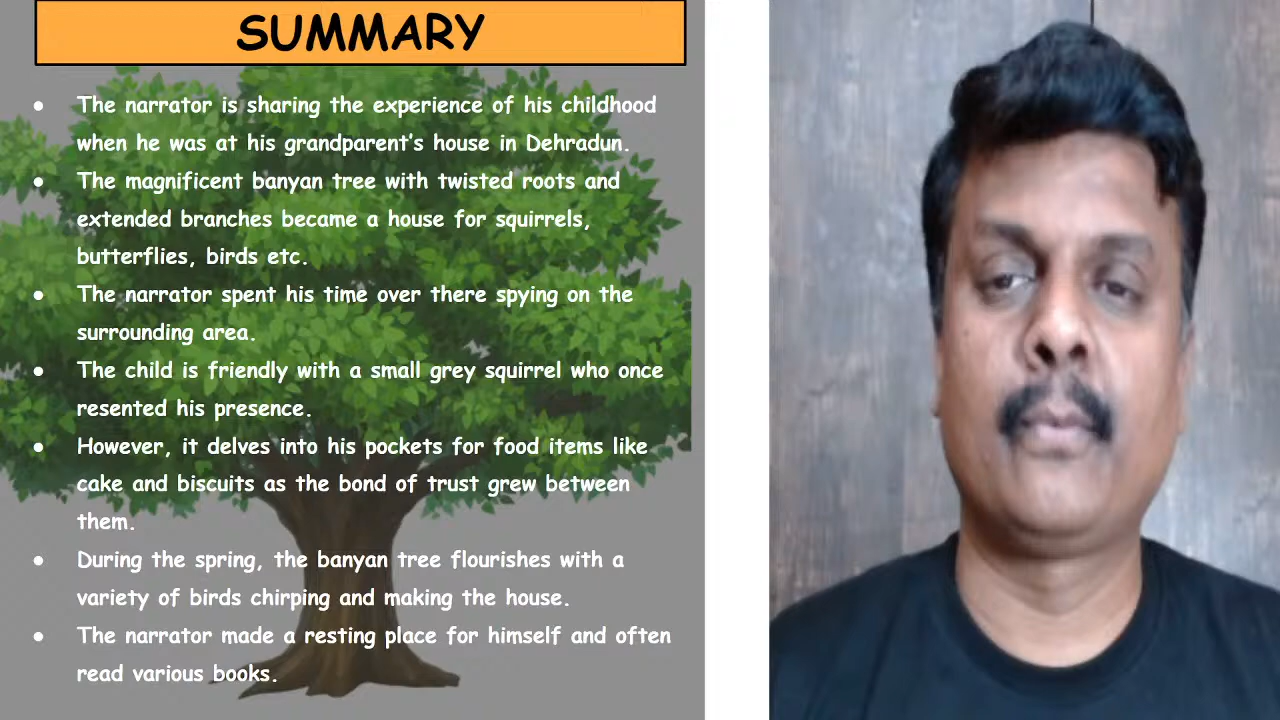 SUMMARY
● The narrator is sharing the experience of his childhood
when he was at his grandparent's house in Dehradun.
● The magnificent banyan tree with twisted roots and
extended branches became a house for squirrels,
butterflies, birds etc.
● The narrator spent his time over there spying on the
surrounding area.
● The child is friendly with a small grey squirrel who once
resented his presence.
● However, it delves into his pockets for food items like
cake and biscuits as the bond of trust grew between
them.
● During the spring, the banyan tree flourishes with a
variety of birds chirping and making the house.
● The narrator made a resting place for himself and often
read various books.